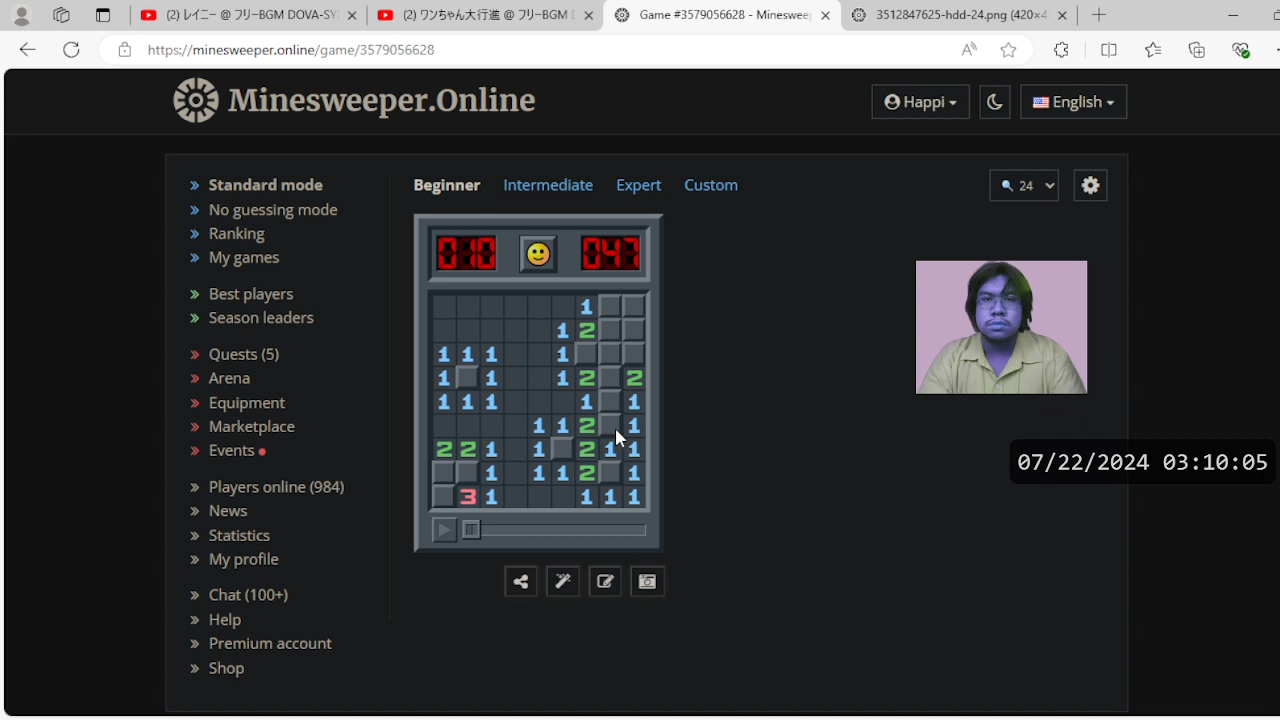 (2) レイニー @ フリーBGM DOVA-SY
(2) ワンちゃん大行進 @ フリーBGM D
Game #3579056628 - Minesweep
3512847625-hdd-24.png (420×4
https://minesweeper.online/game/3579056628
Minesweeper.Online
Happi
English
Standard mode
No guessing mode
Ranking
My games
Best players
Season leaders
Quests (5)
Arena
Equipment
Marketplace
Events
Players online (984)
News
Statistics
My profile
Chat (100+)
Help
Premium account
Shop
Beginner Intermediate Expert Custom
24
010 047
1
1 2
1 1 1 1
1 1 1 2 2
1 1 1 1 1
1 1 2 1
2 2 1 1 2 1 1
1 1 1 2 1
3 1 1 1 1
07/22/2024 03:10:05